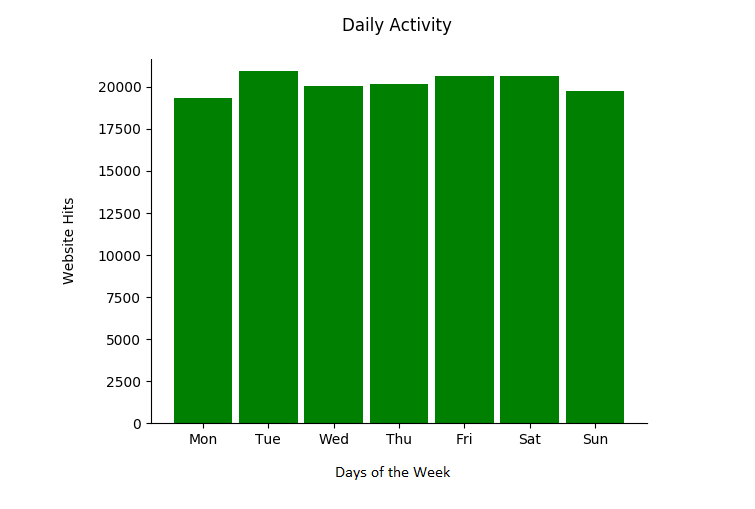 Daily Activity
20000
17500
15000
12500
10000
7500
5000
2500
0
Website Hits
Mon Tue Wed Thu Fri Sat Sun
Days of the Week